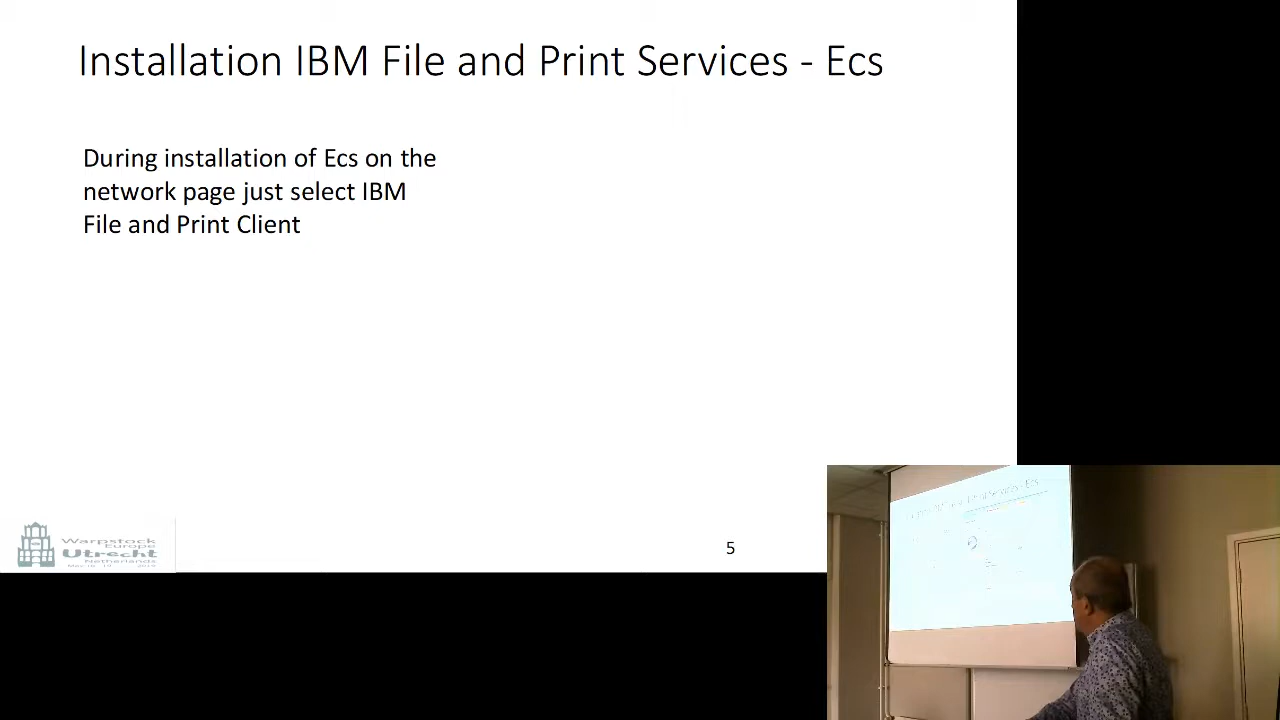 Installation IBM File and Print Services - Ecs
During installation of Ecs on the
network page just select IBM
File and Print Client
Warpstock
Europe
Utrecht
Netherlands
5